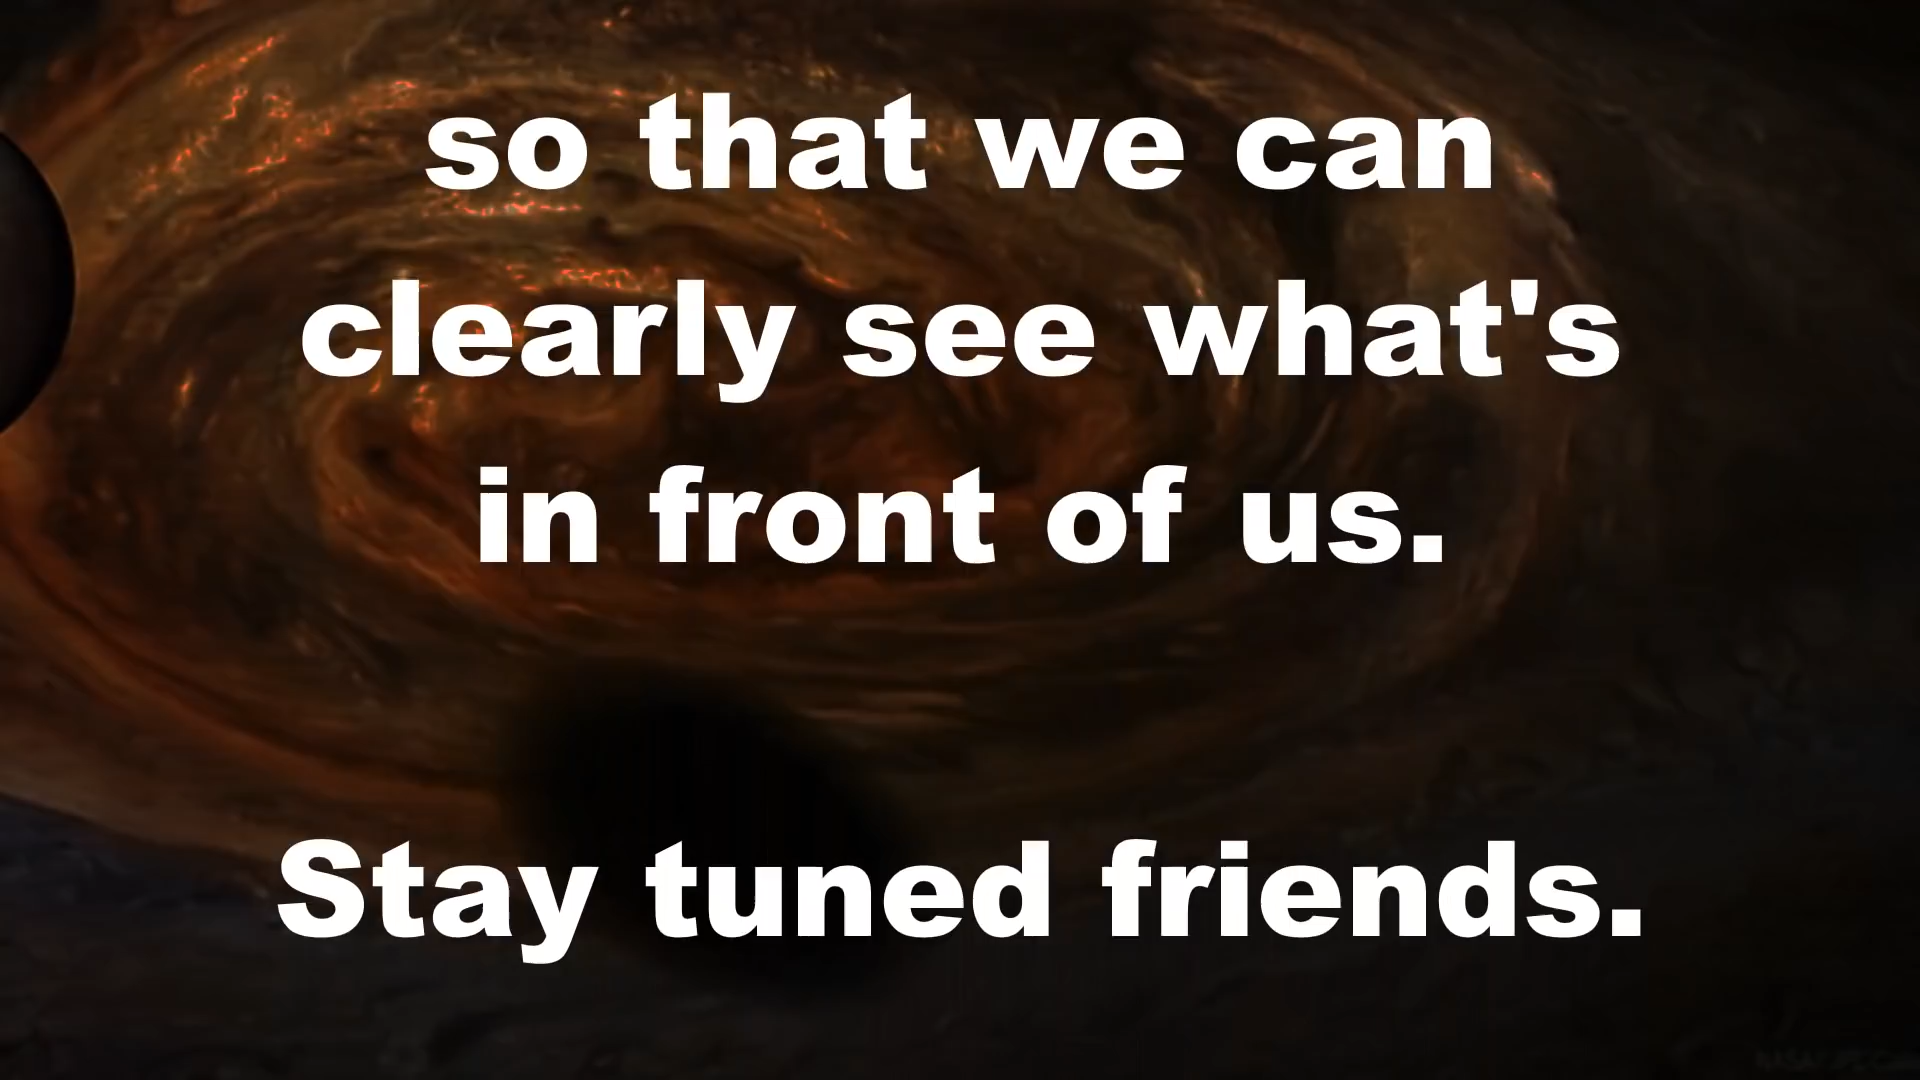 so that we can
clearly see what's
in front of us.
Stay tuned friends.